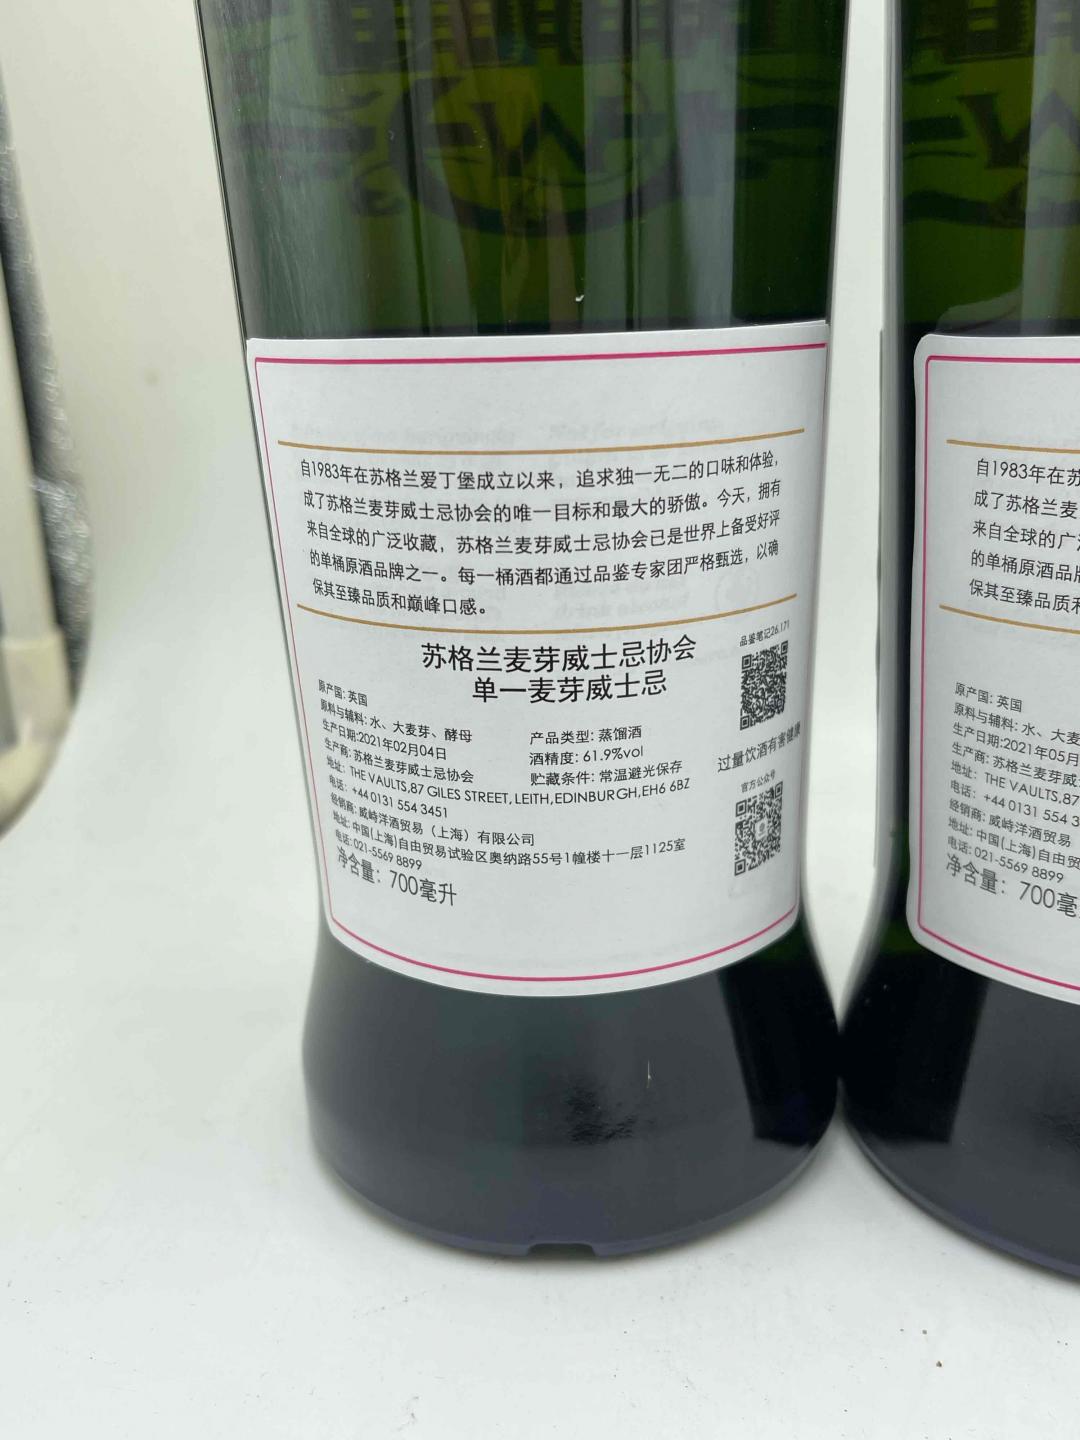 自1983年在苏格兰爱丁堡成立以来，追求独一无二的口味和体验，
成了苏格兰麦芽威士忌协会的唯一目标和最大的骄傲。今天，拥有
来自全球的广泛收藏，苏格兰麦芽威士忌协会已是世界上备受好评
的单桶原酒品牌之一。每一桶酒都通过品鉴专家团严格甄选，以确
保其至臻品质和巅峰口感。
苏格兰麦芽威士忌协会
单一麦芽威士忌
品鉴笔记26.171
原产国: 英国
原料与辅料: 水、大麦芽、酵母
生产日期:2021年02月04日
生产商: 苏格兰麦芽威士忌协会
产品类型: 蒸馏酒
酒精度: 61.9%vol
贮藏条件: 常温避光保存
地址: THE VAULTS,87 GILES STREET, LEITH,EDINBURGH,EH6 6BZ
电话: +44 0131 554 3451
经销商: 威峙洋酒贸易（上海）有限公司
地址: 中国(上海)自由贸易试验区奥纳路55号1幢楼十一层1125室
电话: 021-5569 8899
净含量: 700毫升
过量饮酒有害健康
官方公众号
自1983年在苏
成了苏格兰麦
来自全球的广
的单桶原酒品
保其至臻品质
原产国: 英国
原料与辅料: 水、大
生产日期:2021年05月
生产商: 苏格兰麦芽威
地址: THE VAULTS,87
电话: +44 0131 554 3
经销商: 威峙洋酒贸易
地址: 中国(上海)自由贸
电话: 021-5569 8899
净含量: 700毫